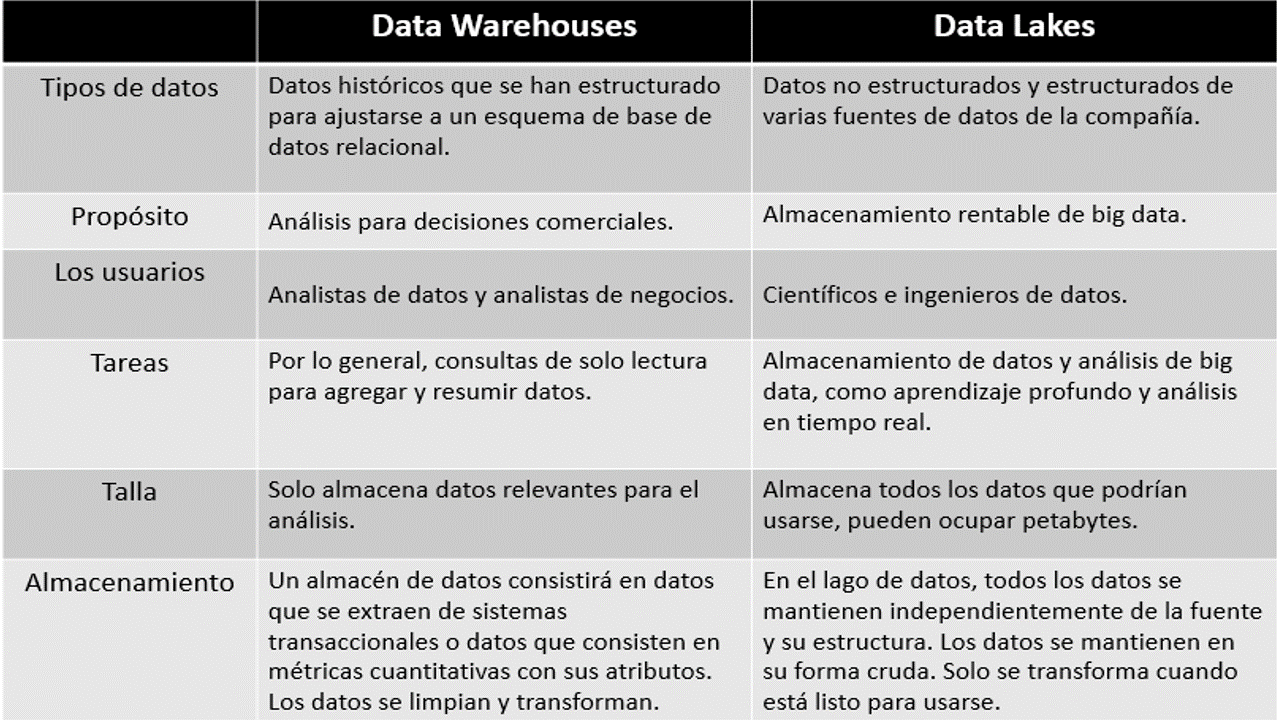 Data Warehouses
Data Lakes
Tipos de datos
Datos históricos que se han estructurado
para ajustarse a un esquema de base de
datos relacional.
Datos no estructurados y estructurados de
varias fuentes de datos de la compañía.
Propósito
Análisis para decisiones comerciales.
Almacenamiento rentable de big data.
Los usuarios
Analistas de datos y analistas de negocios.
Científicos e ingenieros de datos.
Tareas
Por lo general, consultas de solo lectura
para agregar y resumir datos.
Almacenamiento de datos y análisis de big
data, como aprendizaje profundo y análisis
en tiempo real.
Talla
Solo almacena datos relevantes para el
análisis.
Almacena todos los datos que podrían
usarse, pueden ocupar petabytes.
Almacenamiento
Un almacén de datos consistirá en datos
que se extraen de sistemas
transaccionales o datos que consisten en
métricas cuantitativas con sus atributos.
Los datos se limpian y transforman.
En el lago de datos, todos los datos se
mantienen independientemente de la fuente
y su estructura. Los datos se mantienen en
su forma cruda. Solo se transforma cuando
está listo para usarse.